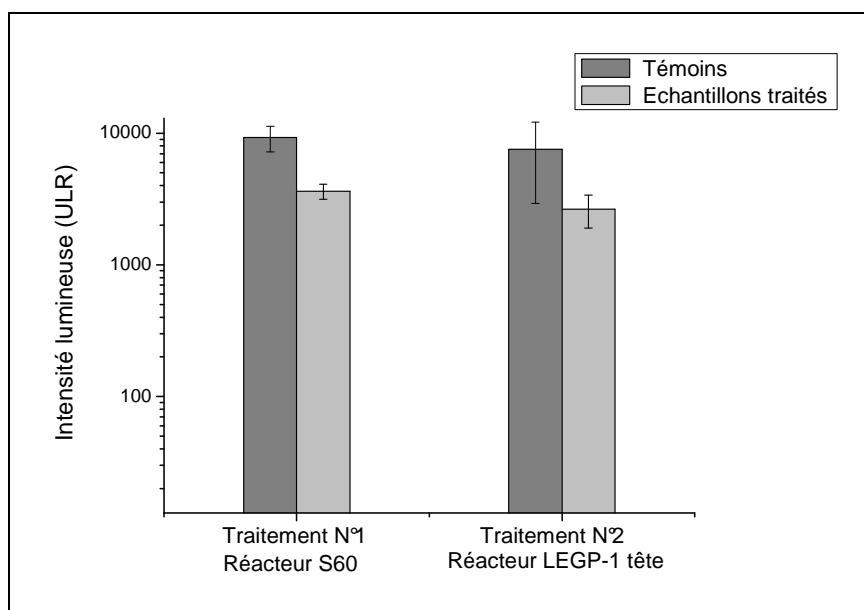 Témoins
Echantillons traités
Intensité lumineuse (ULR)
10000
1000
100
Traitement N°1
Réacteur S60
Traitement N°2
Réacteur LEGP-1 tête